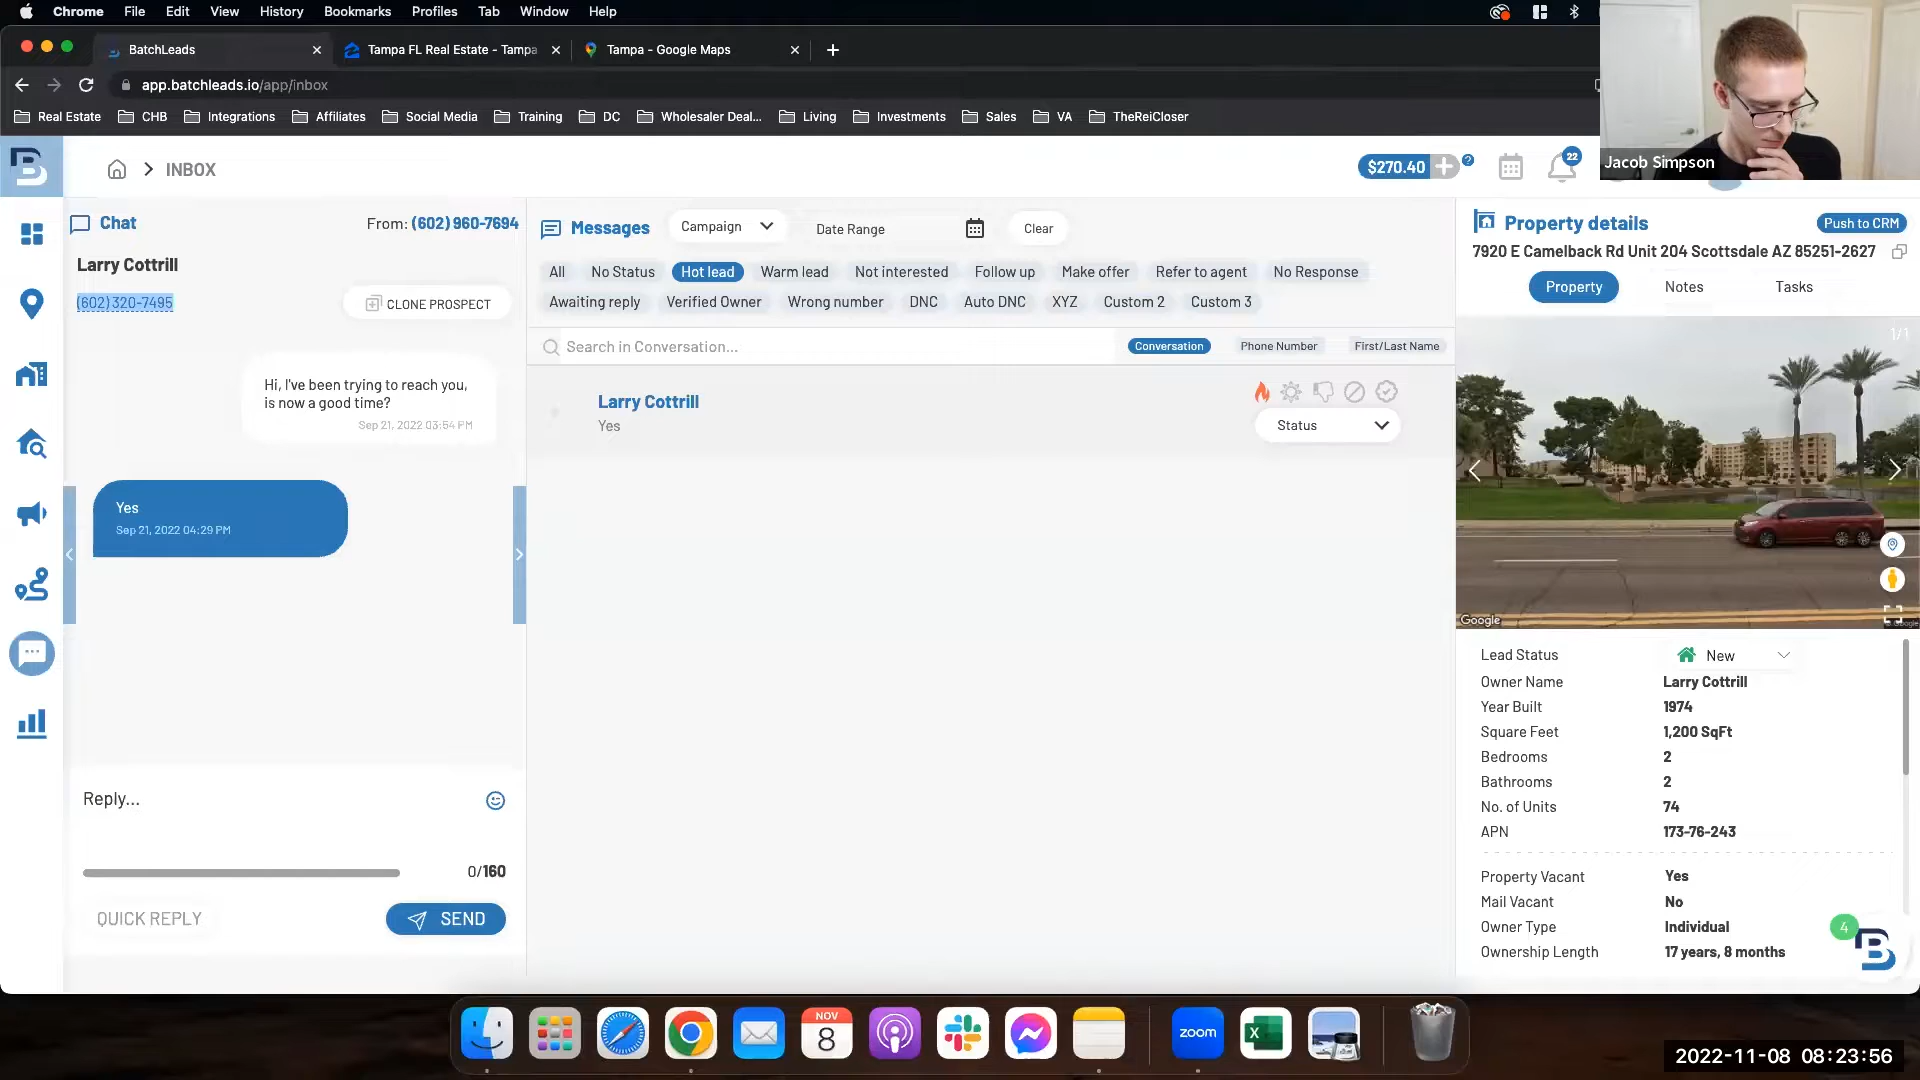 Chrome File Edit View History Bookmarks Profiles Tab Window Help
BatchLeads
Tampa FL Real Estate - Tampa
Tampa - Google Maps
app.batchleads.io/app/inbox
Real Estate CHB Integrations Affiliates Social Media Training DC Wholesaler Deal... Living Investments Sales VA TheReiCloser
Jacob Simpson
INBOX
$270.40
?
22
Chat
From: (602) 960-7694
Larry Cottrill
(602) 320-7495
CLONE PROSPECT
Hi, I've been trying to reach you,
is now a good time?
Sep 21, 2022 03:54 PM
Yes
Sep 21, 2022 04:29 PM
Reply...
0/160
QUICK REPLY
SEND
Messages
Campaign
Date Range
Clear
All No Status Hot lead Warm lead Not interested Follow up Make offer Refer to agent No Response
Awaiting reply Verified Owner Wrong number DNC Auto DNC XYZ Custom 2 Custom 3
Search in Conversation...
Conversation Phone Number First/Last Name
Larry Cottrill
Yes
Status
Property details
Push to CRM
7920 E Camelback Rd Unit 204 Scottsdale AZ 85251-2627
Property Notes Tasks
1/1
Google
Lead Status New
Owner Name Larry Cottrill
Year Built 1974
Square Feet 1,200 SqFt
Bedrooms 2
Bathrooms 2
No. of Units 74
APN 173-76-243
Property Vacant Yes
Mail Vacant No
Owner Type Individual
Ownership Length 17 years, 8 months
4
NOV
8
zoom
2022-11-08 08:23:56